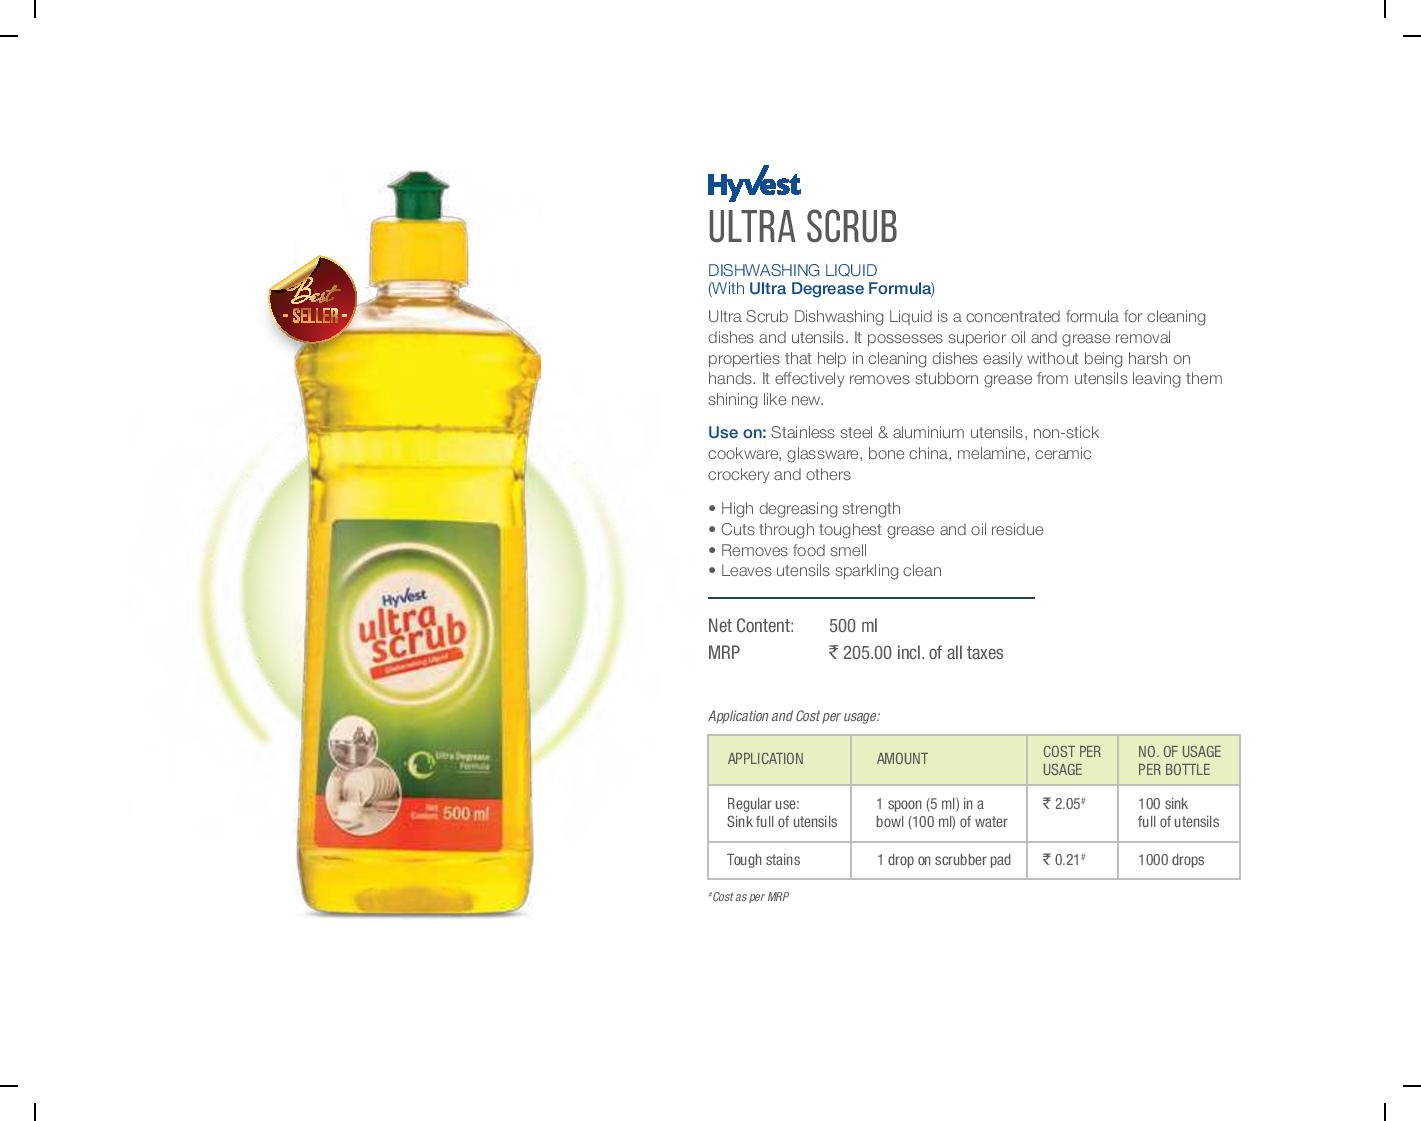 Hyvest
ULTRA SCRUB
DISHWASHING LIQUID
(With Ultra Degrease Formula)
Ultra Scrub Dishwashing Liquid is a concentrated formula for cleaning
dishes and utensils. It possesses superior oil and grease removal
properties that help in cleaning dishes easily without being harsh on
hands. It effectively removes stubborn grease from utensils leaving them
shining like new.
Use on: Stainless steel & aluminium utensils, non-stick
cookware, glassware, bone china, melamine, ceramic
crockery and others
• High degreasing strength
• Cuts through toughest grease and oil residue
• Removes food smell
• Leaves utensils sparkling clean
Net Content: 500 ml
MRP ₹ 205.00 incl. of all taxes
Application and Cost per usage:
APPLICATION AMOUNT COST PER USAGE NO. OF USAGE PER BOTTLE
Regular use: Sink full of utensils 1 spoon (5 ml) in a bowl (100 ml) of water ₹ 2.05# 100 sink full of utensils
Tough stains 1 drop on scrubber pad ₹ 0.21# 1000 drops
#Cost as per MRP
Best
- SELLER -
Hyvest
ultra
scrub
Dishwashing Liquid
Ultra Degrease
Formula
Net
Content 500 ml